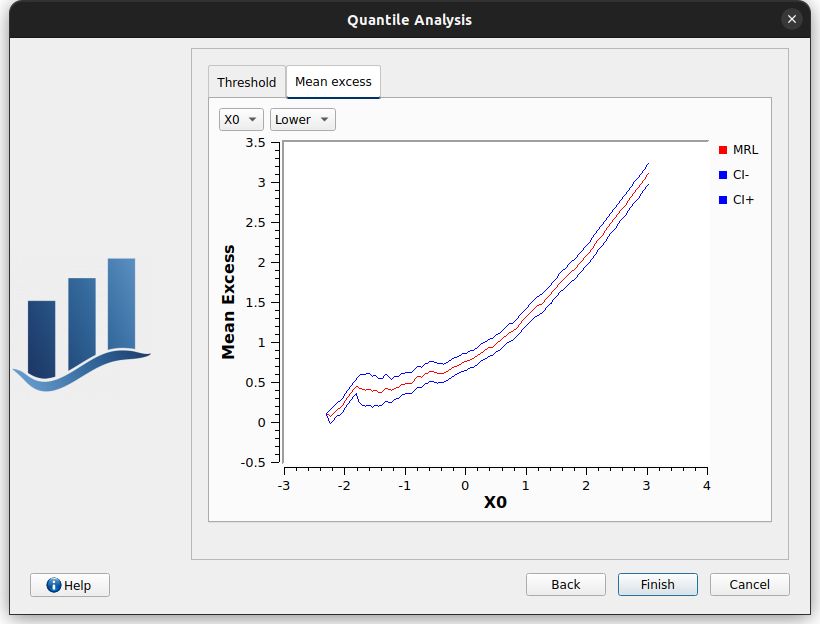 Quantile Analysis
Threshold
Mean excess
X0
Lower
3.5
3
2.5
2
1.5
1
0.5
0
-0.5
Mean Excess
-3
-2
-1
0
1
2
3
4
X0
MRL
CI-
CI+
Help
Back
Finish
Cancel